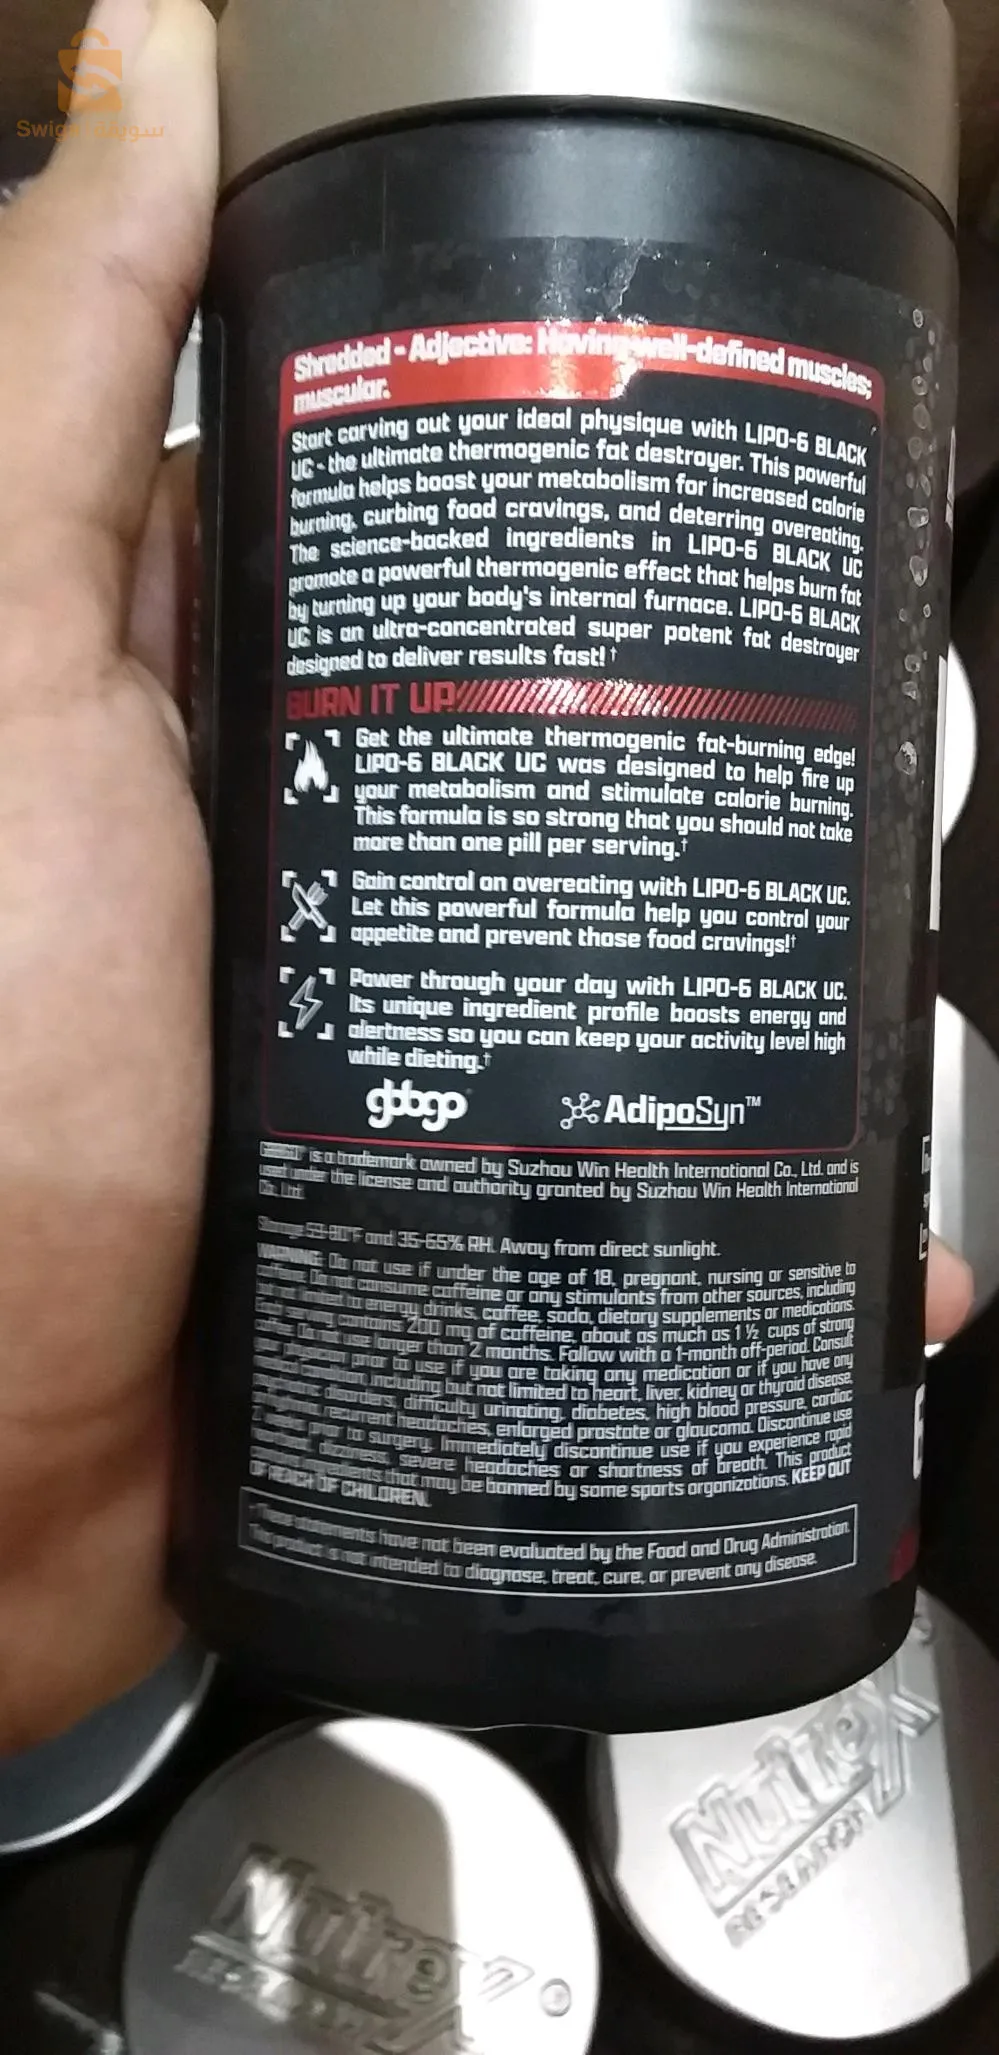 Swiga سويقة
Shredded - Adjective: Having well-defined muscles;
muscular.
Start carving out your ideal physique with LIPO-6 BLACK
UC - the ultimate thermogenic fat destroyer. This powerful
formula helps boost your metabolism for increased calorie
burning, curbing food cravings, and deterring overeating.
The science-backed ingredients in LIPO-6 BLACK UC
promote a powerful thermogenic effect that helps burn fat
by turning up your body's internal furnace. LIPO-6 BLACK
UC is an ultra-concentrated super potent fat destroyer
designed to deliver results fast!†
BURN IT UP
Get the ultimate thermogenic fat-burning edge!
LIPO-6 BLACK UC was designed to help fire up
your metabolism and stimulate calorie burning.
This formula is so strong that you should not take
more than one pill per serving.†
Gain control on overeating with LIPO-6 BLACK UC.
Let this powerful formula help you control your
appetite and prevent those food cravings!†
Power through your day with LIPO-6 BLACK UC.
Its unique ingredient profile boosts energy and
alertness so you can keep your activity level high
while dieting.†
gbbgo AdipoSyn™
is a trademark owned by Suzhou Win Health International Co., Ltd. and is
used under the license and authority granted by Suzhou Win Health International
Co., Ltd.
Storage 59-80°F and 35-65% RH. Away from direct sunlight.
WARNING: Do not use if under the age of 18, pregnant, nursing or sensitive to
caffeine. Do not consume caffeine or any stimulants from other sources, including
but not limited to energy drinks, coffee, soda, dietary supplements or medications.
Each serving contains 200 mg of caffeine, about as much as 1 ½ cups of strong
coffee. Do not use longer than 2 months. Follow with a 1-month off-period. Consult
your physician prior to use if you are taking any medication or if you have any
medical condition including but not limited to heart, liver, kidney or thyroid disease,
psychiatric disorders, difficulty urinating, diabetes, high blood pressure, cardiac
recurrent headaches, enlarged prostate or glaucoma. Discontinue use
2 weeks prior to surgery. Immediately discontinue use if you experience rapid
heartbeat, dizziness, severe headaches or shortness of breath. This product
contains ingredients that may be banned by some sports organizations. KEEP OUT
OF REACH OF CHILDREN.
† These statements have not been evaluated by the Food and Drug Administration.
This product is not intended to diagnose, treat, cure, or prevent any disease.
Nutrex
RESEARCH
Nutrex
RESEARCH